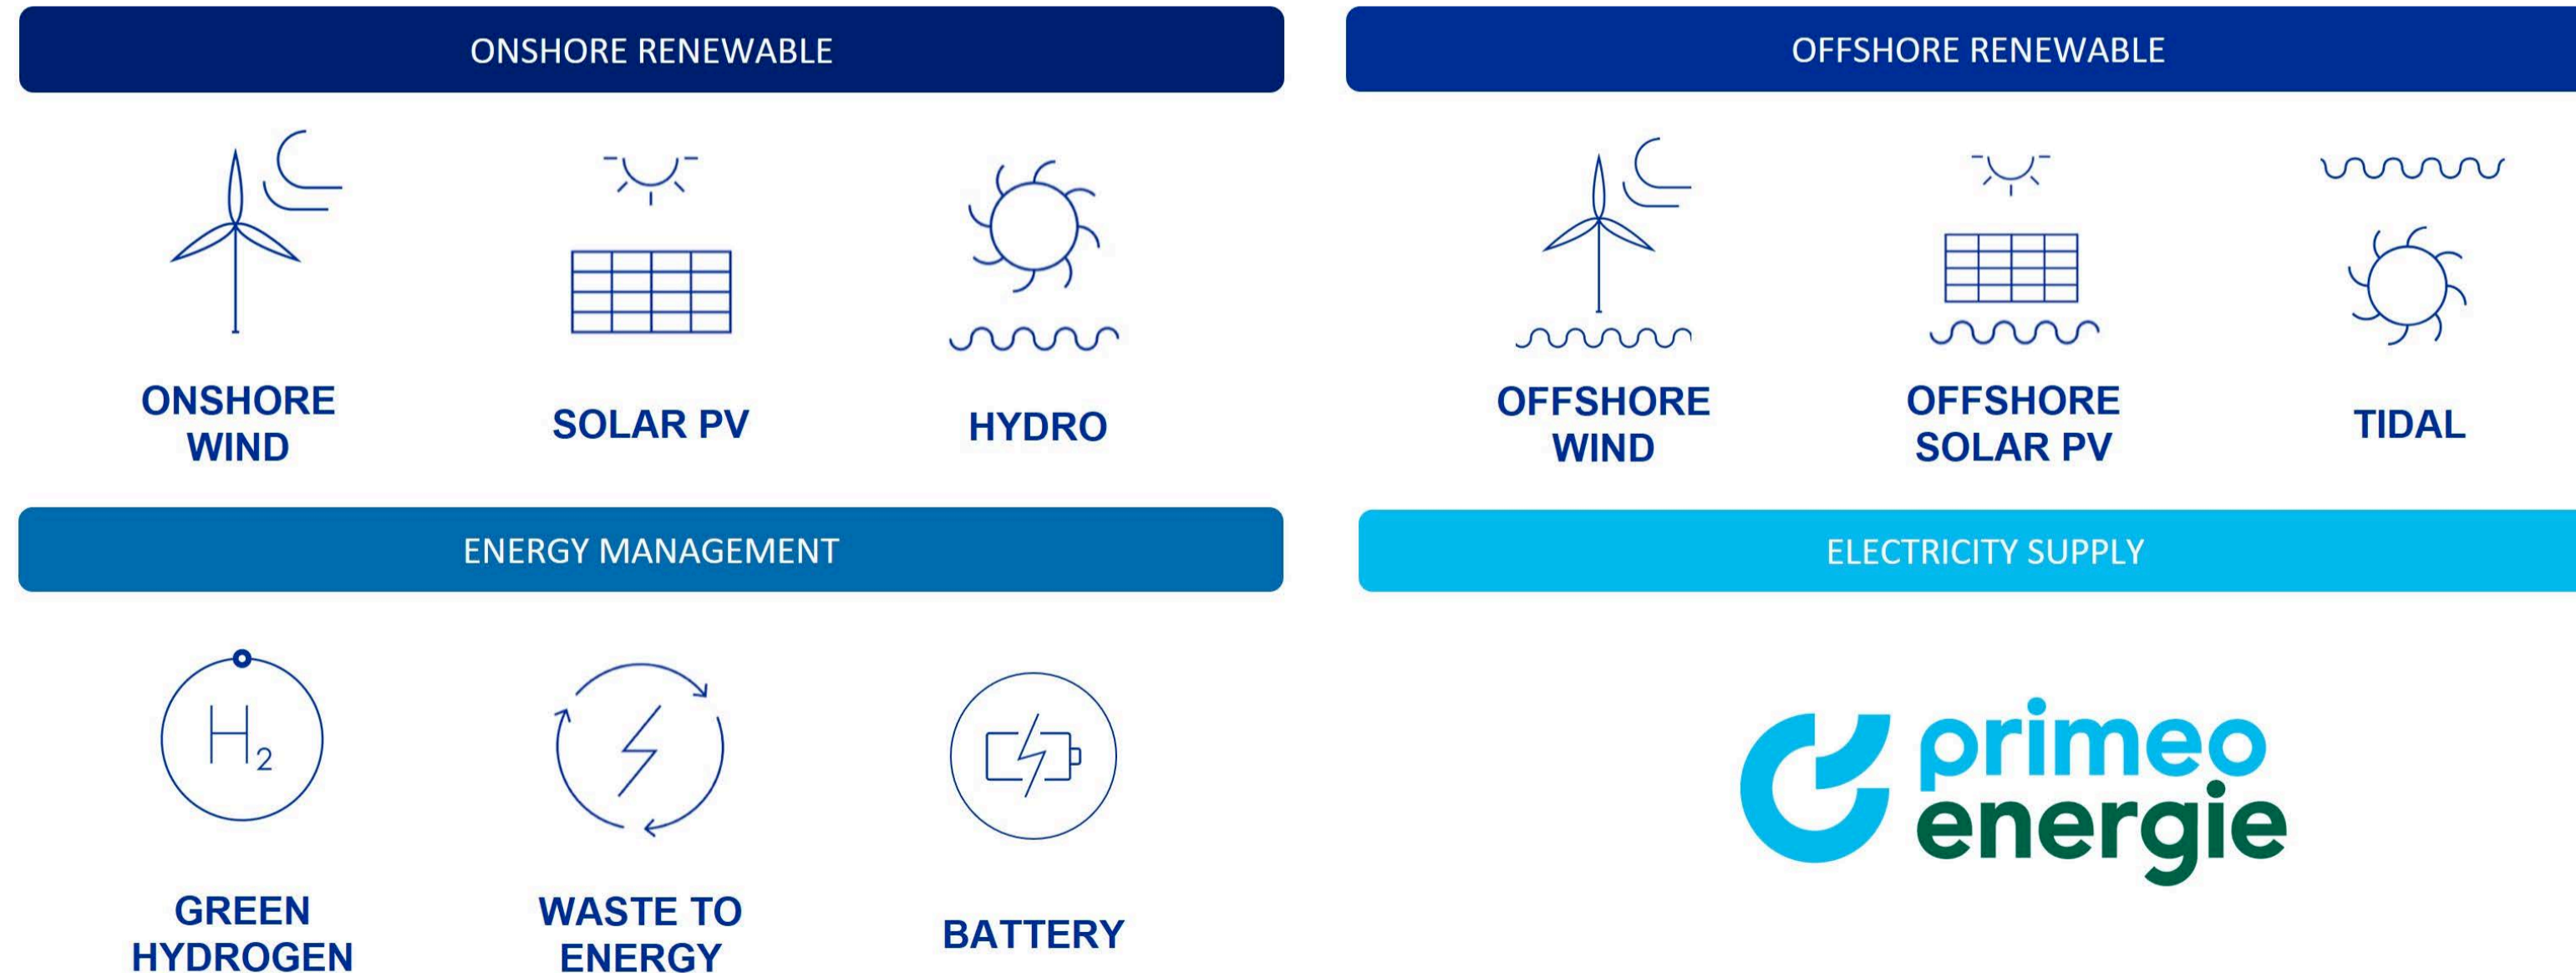 ONSHORE RENEWABLE
ONSHORE
WIND
SOLAR PV
HYDRO
OFFSHORE RENEWABLE
OFFSHORE
WIND
OFFSHORE
SOLAR PV
TIDAL
ENERGY MANAGEMENT
H2
GREEN
HYDROGEN
WASTE TO
ENERGY
BATTERY
ELECTRICITY SUPPLY
primeo
energie